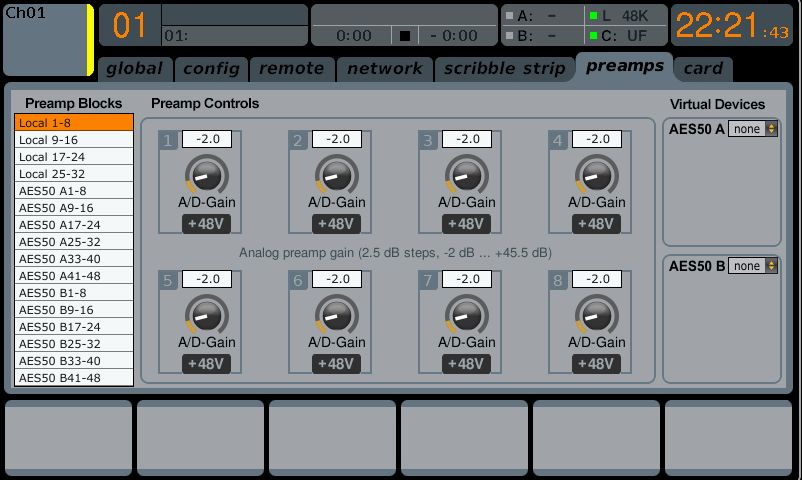 Ch01
01
01:
0:00
- 0:00
A: -
L 48K
B: -
C: UF
22:21:43
global
config
remote
network
scribble strip
preamps
card
Preamp Blocks
Local 1-8
Local 9-16
Local 17-24
Local 25-32
AES50 A1-8
AES50 A9-16
AES50 A17-24
AES50 A25-32
AES50 A33-40
AES50 A41-48
AES50 B1-8
AES50 B9-16
AES50 B17-24
AES50 B25-32
AES50 B33-40
AES50 B41-48
Preamp Controls
1 -2.0
A/D-Gain
+48V
2 -2.0
A/D-Gain
+48V
3 -2.0
A/D-Gain
+48V
4 -2.0
A/D-Gain
+48V
Analog preamp gain (2.5 dB steps, -2 dB ... +45.5 dB)
5 -2.0
A/D-Gain
+48V
6 -2.0
A/D-Gain
+48V
7 -2.0
A/D-Gain
+48V
8 -2.0
A/D-Gain
+48V
Virtual Devices
AES50 A none
AES50 B none